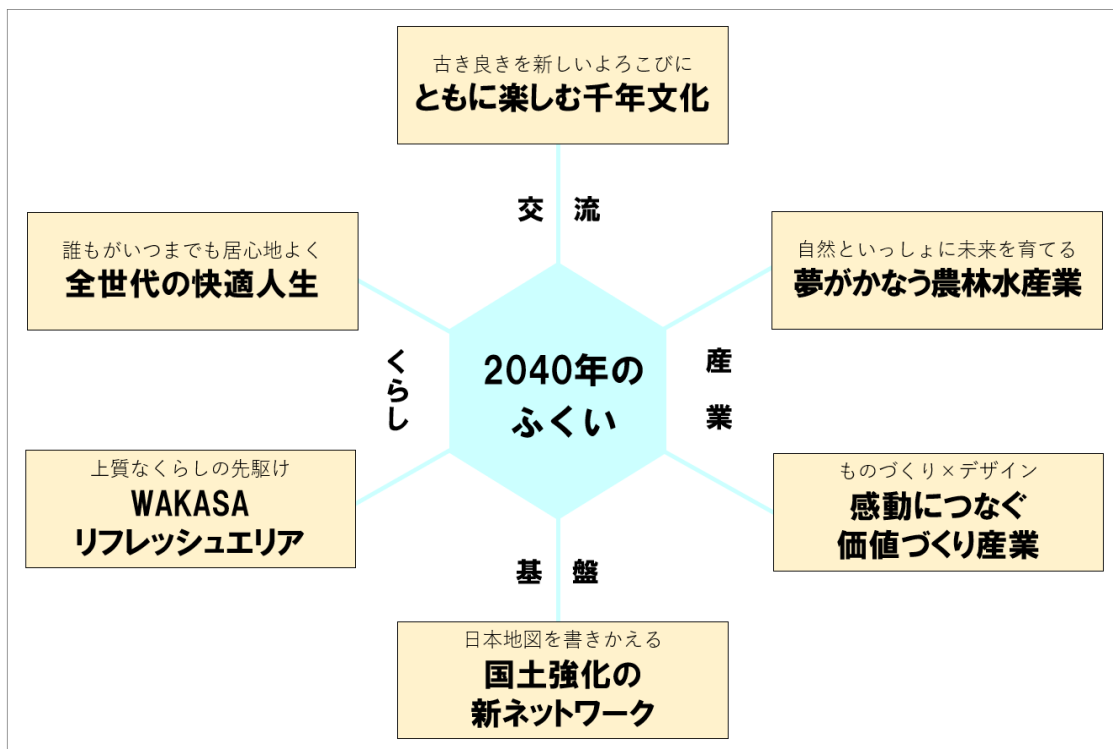 古き良きを新しいよろこびに
ともに楽しむ千年文化
交流
誰もがいつまでも居心地よく
全世代の快適人生
自然といっしょに未来を育てる
夢がかなう農林水産業
くらし
2040年の
ふくい
産業
上質なくらしの先駆け
WAKASA
リフレッシュエリア
ものづくり×デザイン
感動につなぐ
価値づくり産業
基盤
日本地図を書きかえる
国土強化の
新ネットワーク